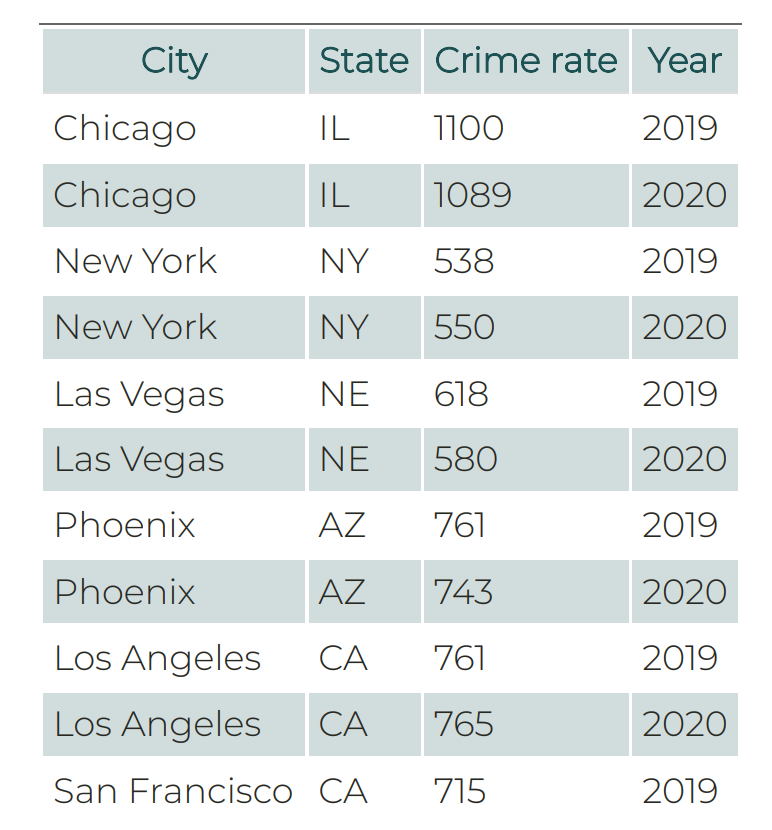 City State Crime rate Year
Chicago IL 1100 2019
Chicago IL 1089 2020
New York NY 538 2019
New York NY 550 2020
Las Vegas NE 618 2019
Las Vegas NE 580 2020
Phoenix AZ 761 2019
Phoenix AZ 743 2020
Los Angeles CA 761 2019
Los Angeles CA 765 2020
San Francisco CA 715 2019